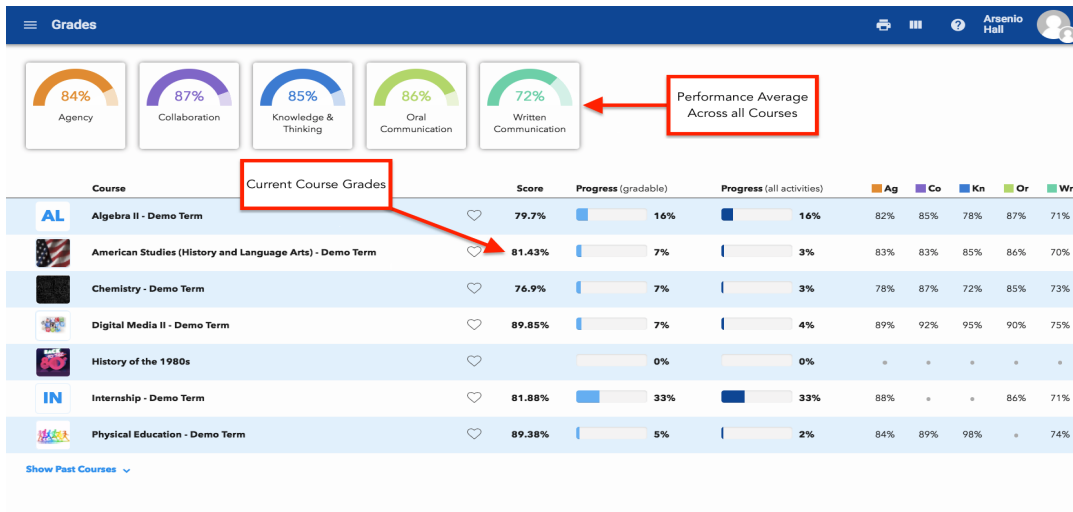 Grades
Arsenio
Hall
84%
Agency
87%
Collaboration
85%
Knowledge &
Thinking
86%
Oral
Communication
72%
Written
Communication
Performance Average
Across all Courses
Current Course Grades
Course Score Progress (gradable) Progress (all activities) Ag Co Kn Or Wr
AL Algebra II - Demo Term 79.7% 16% 16% 82% 85% 78% 87% 71%
American Studies (History and Language Arts) - Demo Term 81.43% 7% 3% 83% 83% 85% 86% 70%
Chemistry - Demo Term 76.9% 7% 3% 78% 87% 72% 85% 73%
Digital Media II - Demo Term 89.85% 7% 4% 89% 92% 95% 90% 75%
History of the 1980s 0% 0%
IN Internship - Demo Term 81.88% 33% 33% 88% 86% 71%
Physical Education - Demo Term 89.38% 5% 2% 84% 89% 98% 74%
Show Past Courses